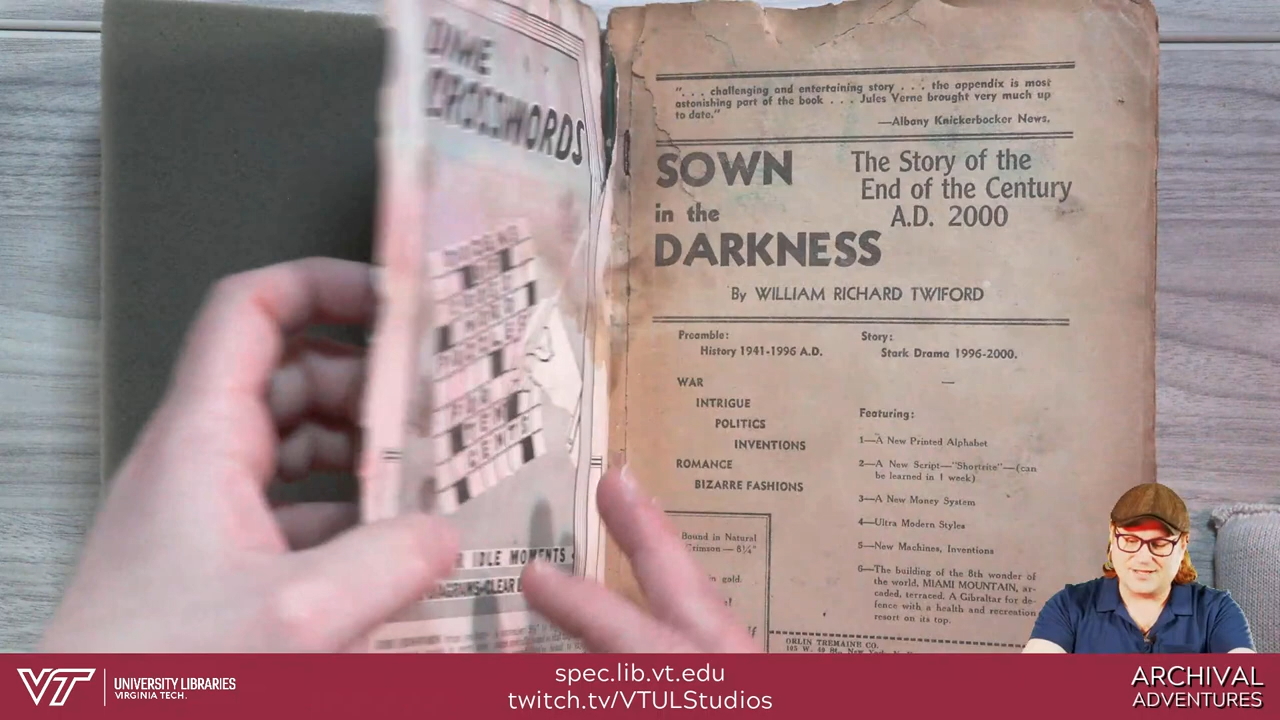 DIME
CROSSWORDS
FOR
TEN
CENTS
R IDLE MOMENTS
CLEAR
". . . challenging and entertaining story . . . the appendix is most
astonishing part of the book . . . Jules Verne brought very much up
to date."
—Albany Knickerbocker News.
SOWN
in the
DARKNESS
The Story of the
End of the Century
A.D. 2000
By WILLIAM RICHARD TWIFORD
Preamble:
History 1941-1996 A.D.
WAR
INTRIGUE
POLITICS
INVENTIONS
ROMANCE
BIZARRE FASHIONS
Story:
Stark Drama 1996-2000.
Featuring:
1—A New Printed Alphabet
2—A New Script—"Shortrite"—(can
be learned in 1 week)
3—A New Money System
4—Ultra Modern Styles
5—New Machines, Inventions
6—The building of the 8th wonder of
the world, MIAMI MOUNTAIN, ar-
caded, terraced. A Gibraltar for de-
fence with a health and recreation
resort on its top.
Bound in Natural
Crimson — 8¼"
in gold.
ORLIN TREMAINE CO.
VT
UNIVERSITY LIBRARIES
VIRGINIA TECH.
spec.lib.vt.edu
twitch.tv/VTULStudios
ARCHIVAL
ADVENTURES